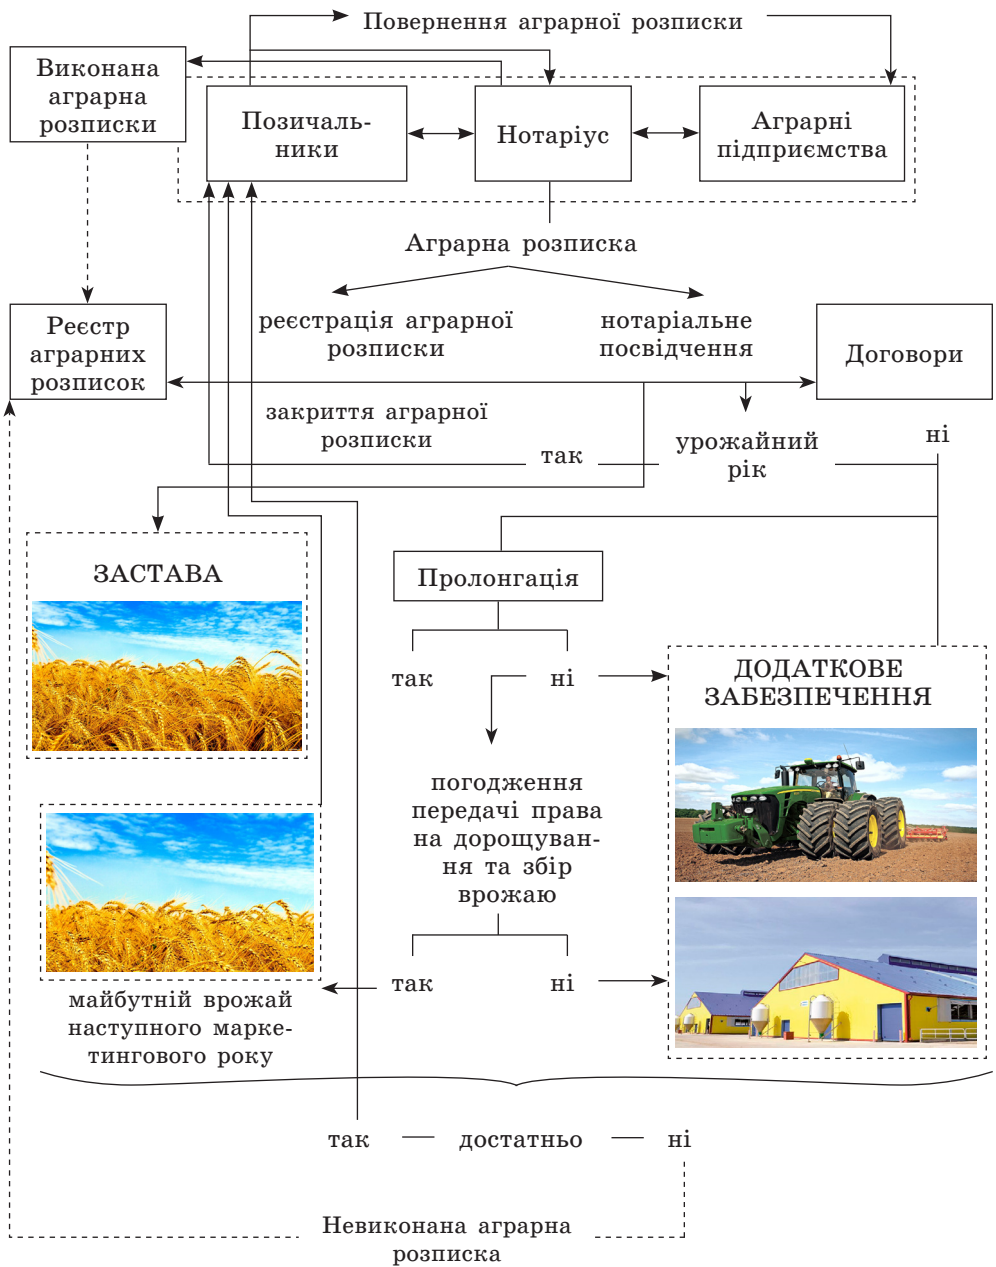 Повернення аграрної розписки
Виконана
аграрна
розписки
Позичаль-
ники
Нотаріус
Аграрні
підприємства
Аграрна розписка
реєстрація аграрної
розписки
нотаріальне
посвідчення
Реєстр
аграрних
розписок
Договори
закриття аграрної
розписки
так
урожайний
рік
ні
ЗАСТАВА
Пролонгація
так
ні
ДОДАТКОВЕ
ЗАБЕЗПЕЧЕННЯ
погодження
передачі права
на дорощуван-
ня та збір
врожаю
так
ні
майбутній врожай
наступного марке-
тингового року
так — достатньо — ні
Невиконана аграрна
розписка